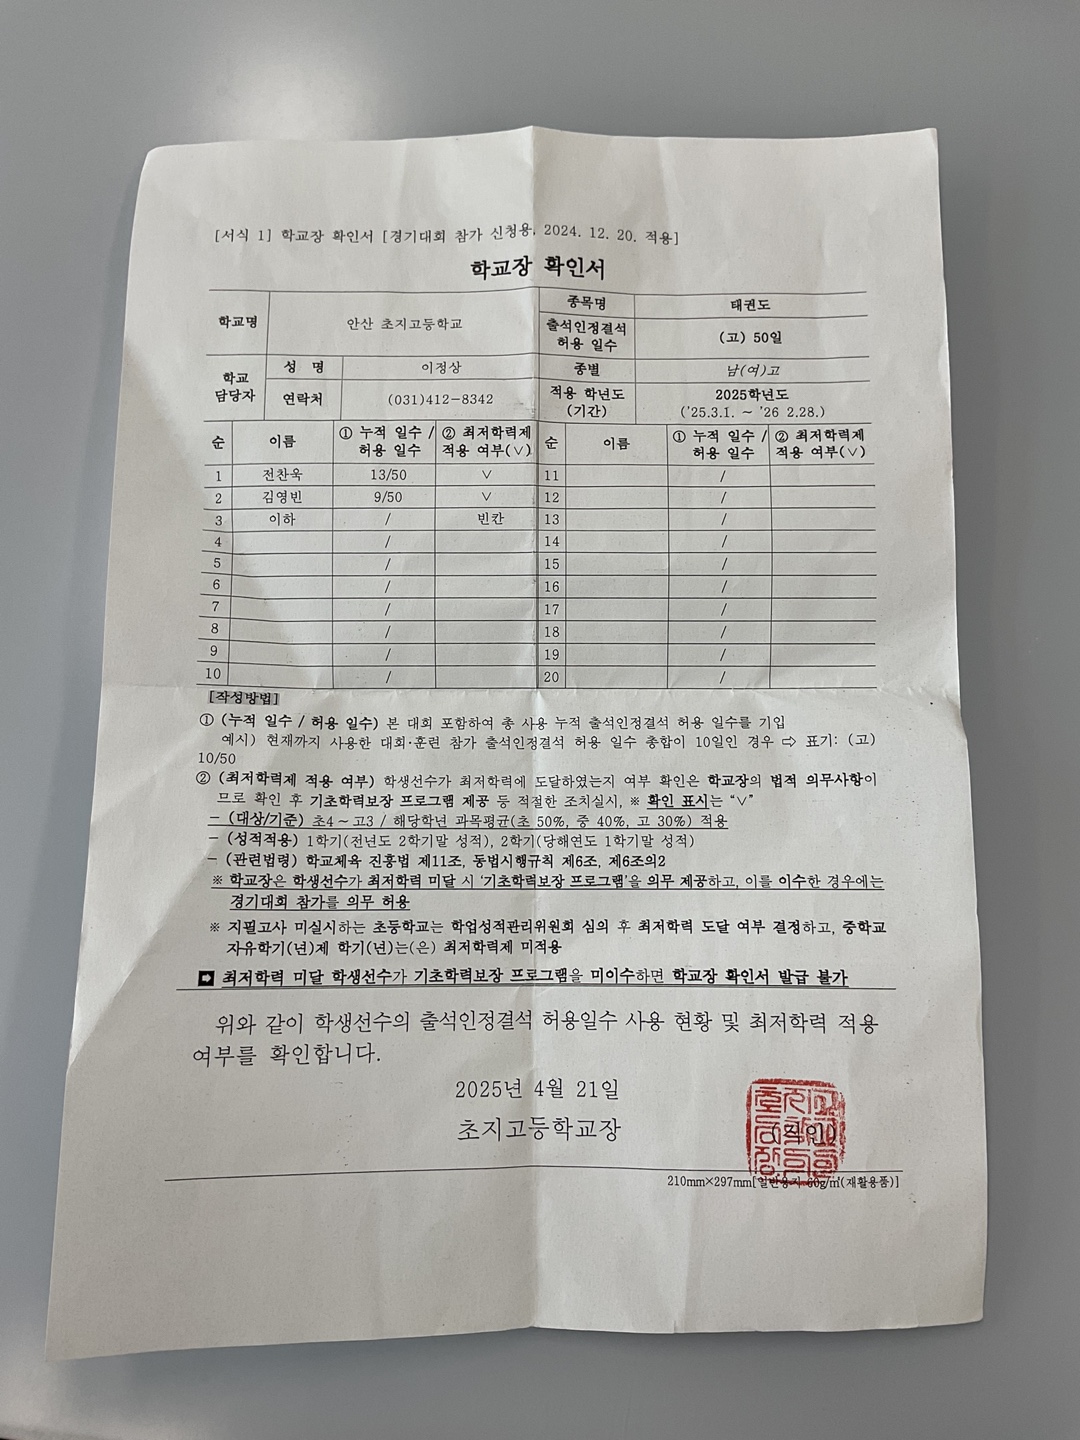 [서식 1] 학교장 확인서 [경기대회 참가 신청용, 2024. 12. 20. 적용]
학교장 확인서
학교명 안산 초지고등학교 종목명 태권도
출석인정결석 허용 일수 (고) 50일
학교 담당자 성 명 이정상 종별 남(여)고
연락처 (031)412-8342 적용 학년도 (기간) 2025학년도 ('25.3.1. ~ '26 2.28.)
순 이름 ① 누적 일수 / 허용 일수 ② 최저학력제 적용 여부(∨) 순 이름 ① 누적 일수 / 허용 일수 ② 최저학력제 적용 여부(∨)
1 전찬욱 13/50 ∨ 11 /
2 김영빈 9/50 ∨ 12 /
3 이하 / 빈칸 13 /
4 / 14 /
5 / 15 /
6 / 16 /
7 / 17 /
8 / 18 /
9 / 19 /
10 / 20 /
[작성방법]
① (누적 일수 / 허용 일수) 본 대회 포함하여 총 사용 누적 출석인정결석 허용 일수를 기입
예시) 현재까지 사용한 대회·훈련 참가 출석인정결석 허용 일수 총합이 10일인 경우 ⇨ 표기: (고)
10/50
② (최저학력제 적용 여부) 학생선수가 최저학력에 도달하였는지 여부 확인은 학교장의 법적 의무사항이
므로 확인 후 기초학력보장 프로그램 제공 등 적절한 조치실시, ※ 확인 표시는 “∨”
- (대상/기준) 초4 ~ 고3 / 해당학년 과목평균(초 50%, 중 40%, 고 30%) 적용
- (성적적용) 1학기(전년도 2학기말 성적), 2학기(당해연도 1학기말 성적)
- (관련법령) 학교체육 진흥법 제11조, 동법시행규칙 제6조, 제6조의2
※ 학교장은 학생선수가 최저학력 미달 시 ‘기초학력보장 프로그램’을 의무 제공하고, 이를 이수한 경우에는
경기대회 참가를 의무 허용
※ 지필고사 미실시하는 초등학교는 학업성적관리위원회 심의 후 최저학력 도달 여부 결정하고, 중학교
자유학기(년)제 학기(년)는(은) 최저학력제 미적용
➡ 최저학력 미달 학생선수가 기초학력보장 프로그램을 미이수하면 학교장 확인서 발급 불가
위와 같이 학생선수의 출석인정결석 허용일수 사용 현황 및 최저학력 적용
여부를 확인합니다.
2025년 4월 21일
초지고등학교장 (직인)
210mm×297mm[일반용지 60g/㎡(재활용품)]